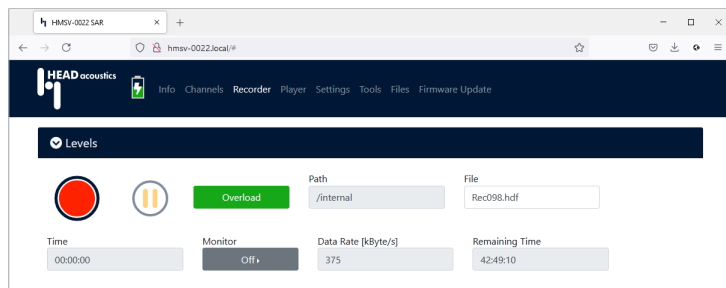 HMSV-0022 SAR
hmsv-0022.local/#
HEAD acoustics
Info Channels Recorder Player Settings Tools Files Firmware Update
Levels
Path File
Overload /internal Rec098.hdf
Time Monitor Data Rate [kByte/s] Remaining Time
00:00:00 Off 375 42:49:10